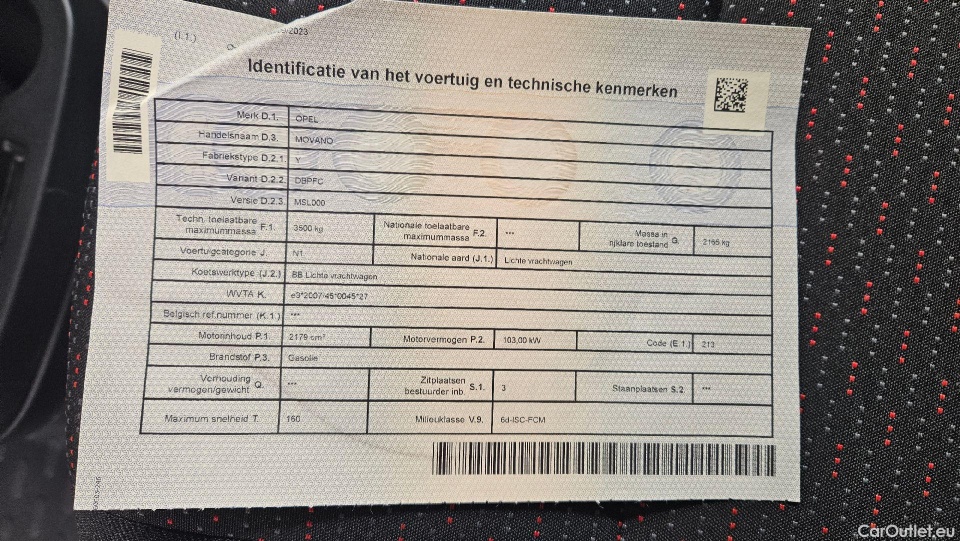 (I.1.)
/2023
Identificatie van het voertuig en technische kenmerken
Merk D.1. OPEL
Handelsnaam D.3. MOVANO
Fabriekstype D.2.1. Y
Variant D.2.2. DBPFC
Versie D.2.3. MSL000
Techn. toelaatbare maximummassa F.1. 3500 kg Nationale toelaatbare maximummassa F.2. *** Massa in rijklare toestand G. 2165 kg
Voertuigcategorie J. N1 Nationale aard (J.1.) Lichte vrachtwagen
Koetswerktype (J.2.) BB Lichte vrachtwagen
WVTA K. e3*2007/45*0045*27
Belgisch ref.nummer (K.1.) ***
Motorinhoud P.1. 2179 cm³ Motorvermogen P.2. 103,00 kW Code (E.1.) 213
Brandstof P.3. Gasolie
Verhouding vermogen/gewicht Q. *** Zitplaatsen bestuurder inb. S.1. 3 Staanplaatsen S.2. ***
Maximum snelheid T. 160 Milieuklasse V.9. 6d-ISC-FCM
CarOutlet.eu